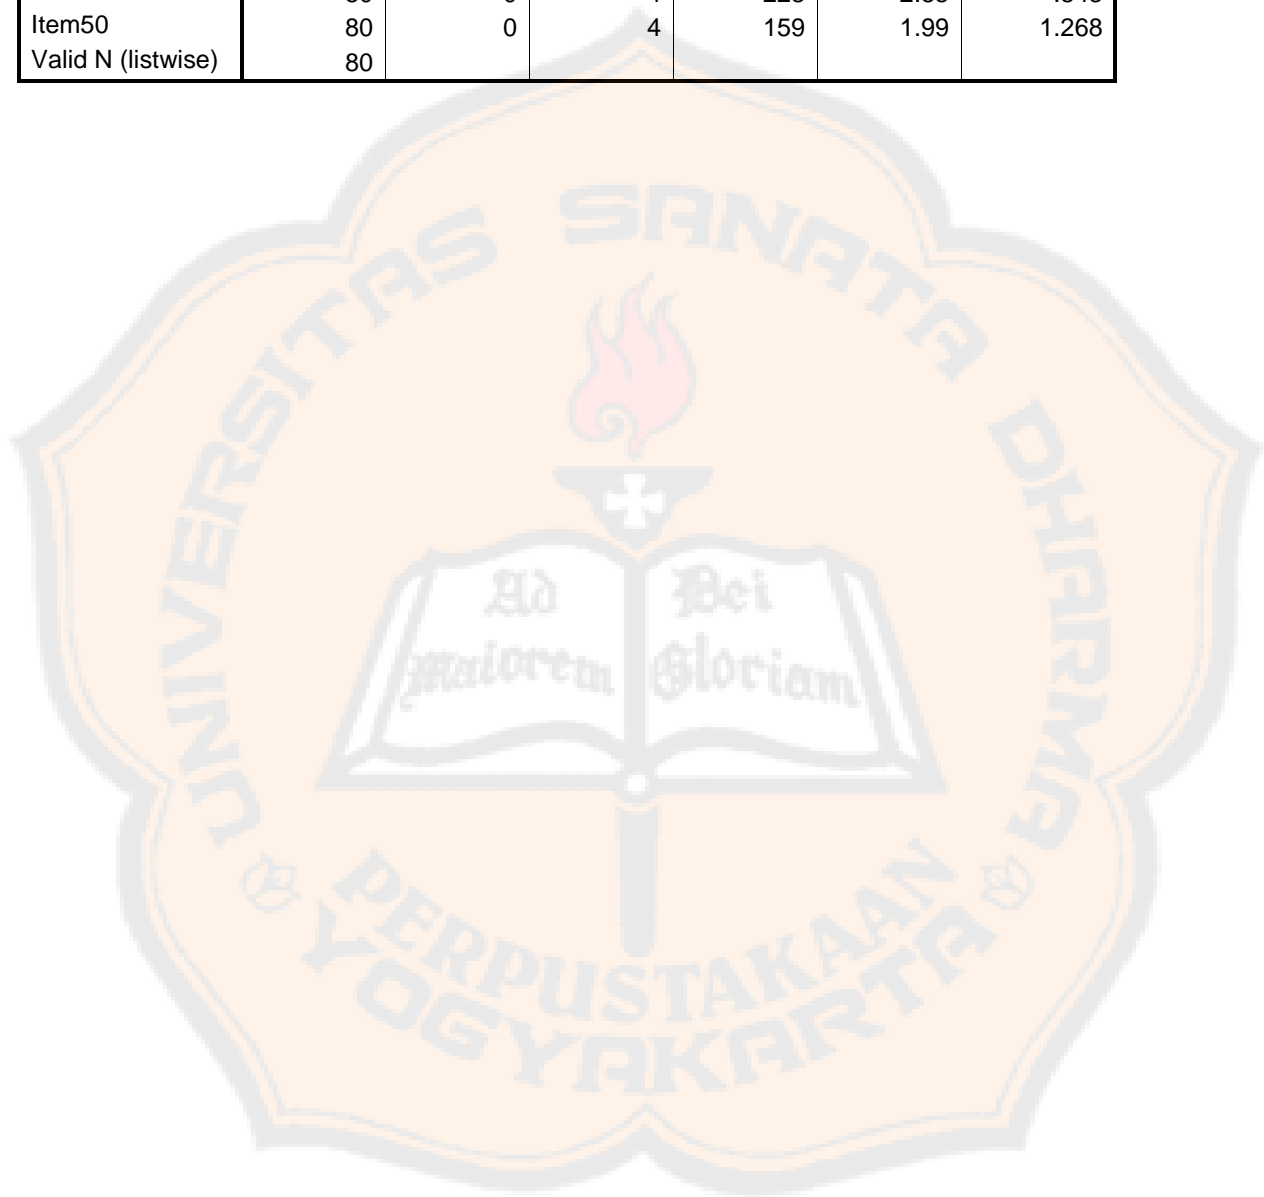 Item50 80 0 4 159 1.99 1.268
Valid N (listwise) 80
UNIVERSITAS SANATA DHARMA
Ad Dei
Maiorem Gloriam
PERPUSTAKAAN
YOGYAKARTA